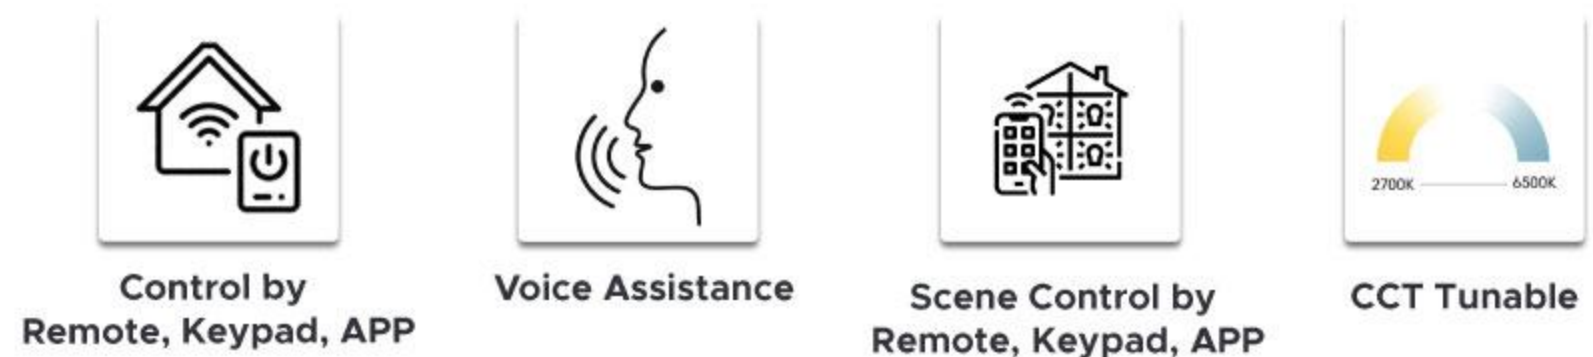 2700K
6500K
Control by
Remote, Keypad, APP
Voice Assistance
Scene Control by
Remote, Keypad, APP
CCT Tunable